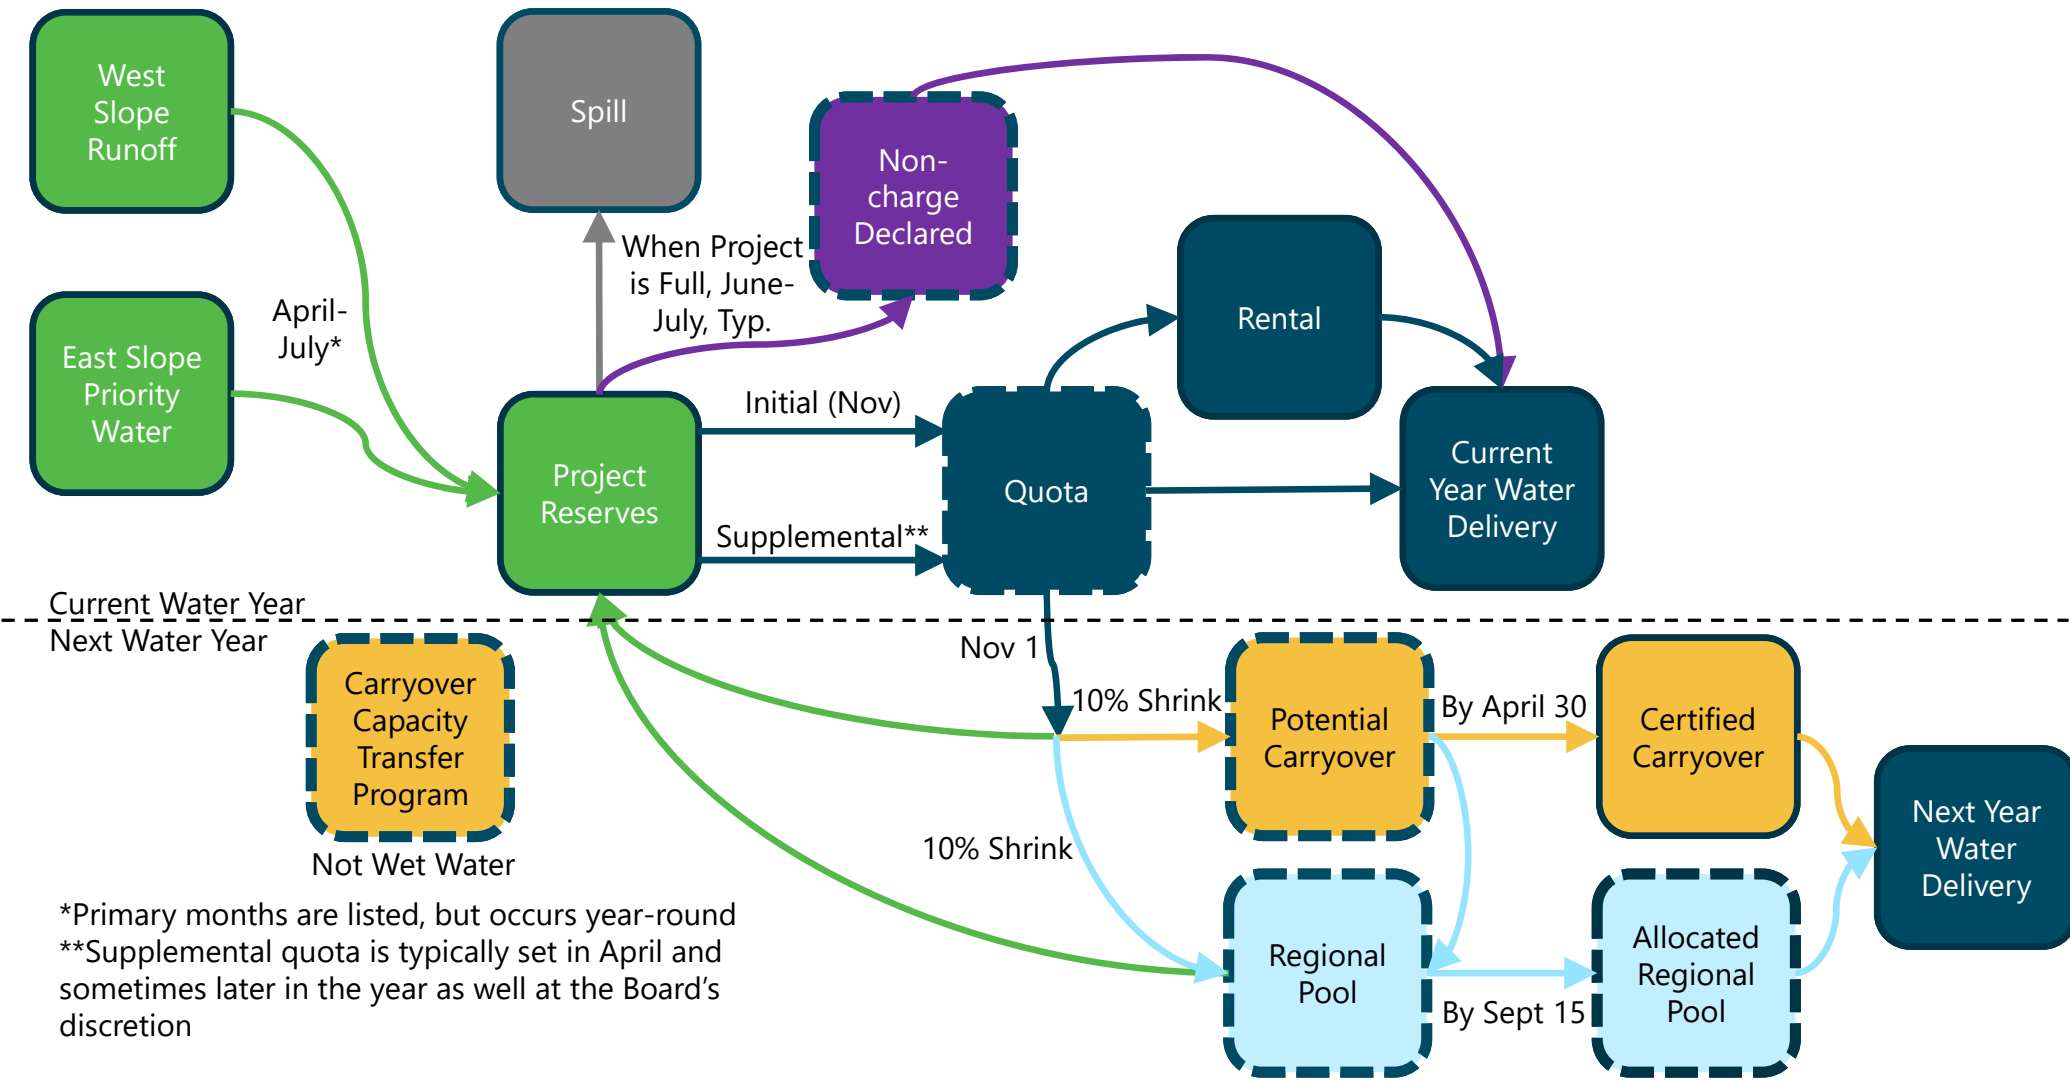 West
Slope
Runoff
Spill
Non-
charge
Declared
When Project
is Full, June-
July, Typ.
Rental
April-
July*
East Slope
Priority
Water
Initial (Nov)
Project
Reserves
Supplemental**
Quota
Current
Year Water
Delivery
Current Water Year
Next Water Year
Nov 1
Carryover
Capacity
Transfer
Program
Not Wet Water
10% Shrink
Potential
Carryover
By April 30
Certified
Carryover
10% Shrink
Next Year
Water
Delivery
Regional
Pool
By Sept 15
Allocated
Regional
Pool
*Primary months are listed, but occurs year-round
**Supplemental quota is typically set in April and
sometimes later in the year as well at the Board’s
discretion